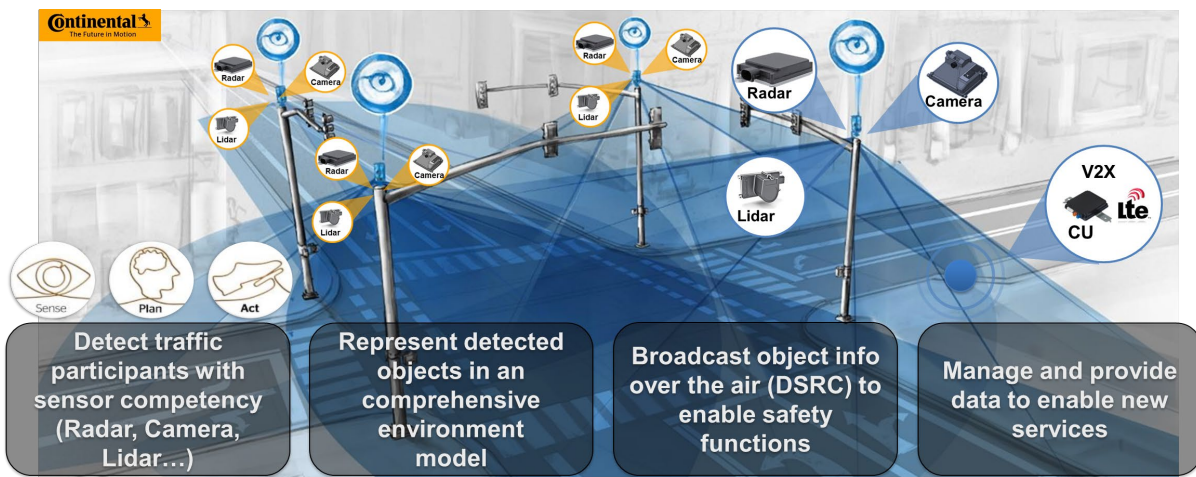 Continental
The Future in Motion
Radar
Camera
Lidar
Radar
Camera
Lidar
Radar
Camera
Lidar
Radar
Camera
Lidar
V2X
CU
Lte
Sense
Plan
Act
Detect traffic
participants with
sensor competency
(Radar, Camera,
Lidar…)
Represent detected
objects in an
comprehensive
environment
model
Broadcast object info
over the air (DSRC) to
enable safety
functions
Manage and provide
data to enable new
services